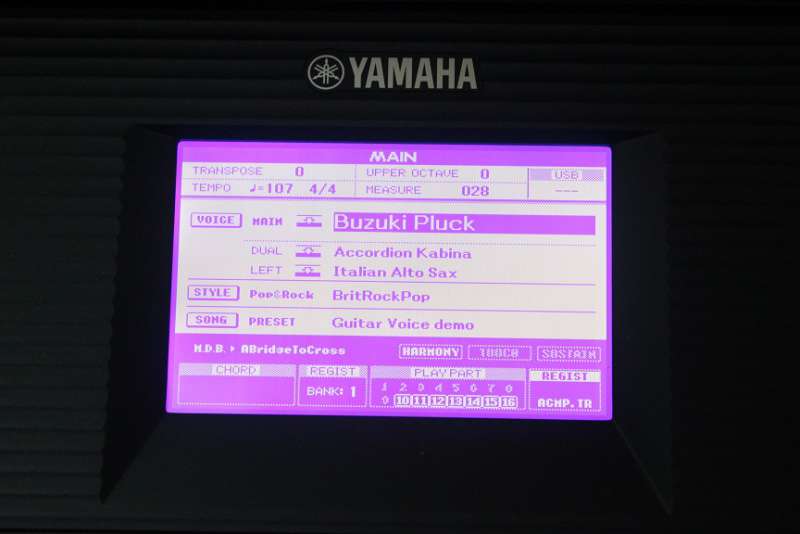 YAMAHA
MAIN
TRANSPOSE 0 UPPER OCTAVE 0 USB
TEMPO ♩=107 4/4 MEASURE 028 ---
VOICE MAIN Buzuki Pluck
DUAL Accordion Kabina
LEFT Italian Alto Sax
STYLE Pop&Rock BritRockPop
SONG PRESET Guitar Voice demo
M.D.B. ▸ ABridgeToCross HARMONY TOUCH SUSTAIN
CHORD REGIST PLAY PART REGIST
BANK: 1 1 2 3 4 5 6 7 8
9 10 11 12 13 14 15 16 ACMP.TR